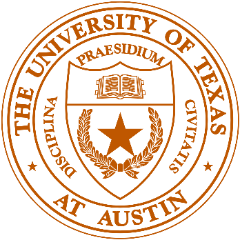 THE UNIVERSITY OF TEXAS
AT AUSTIN
PRAESIDIUM
DISCIPLINA
CIVITATIS